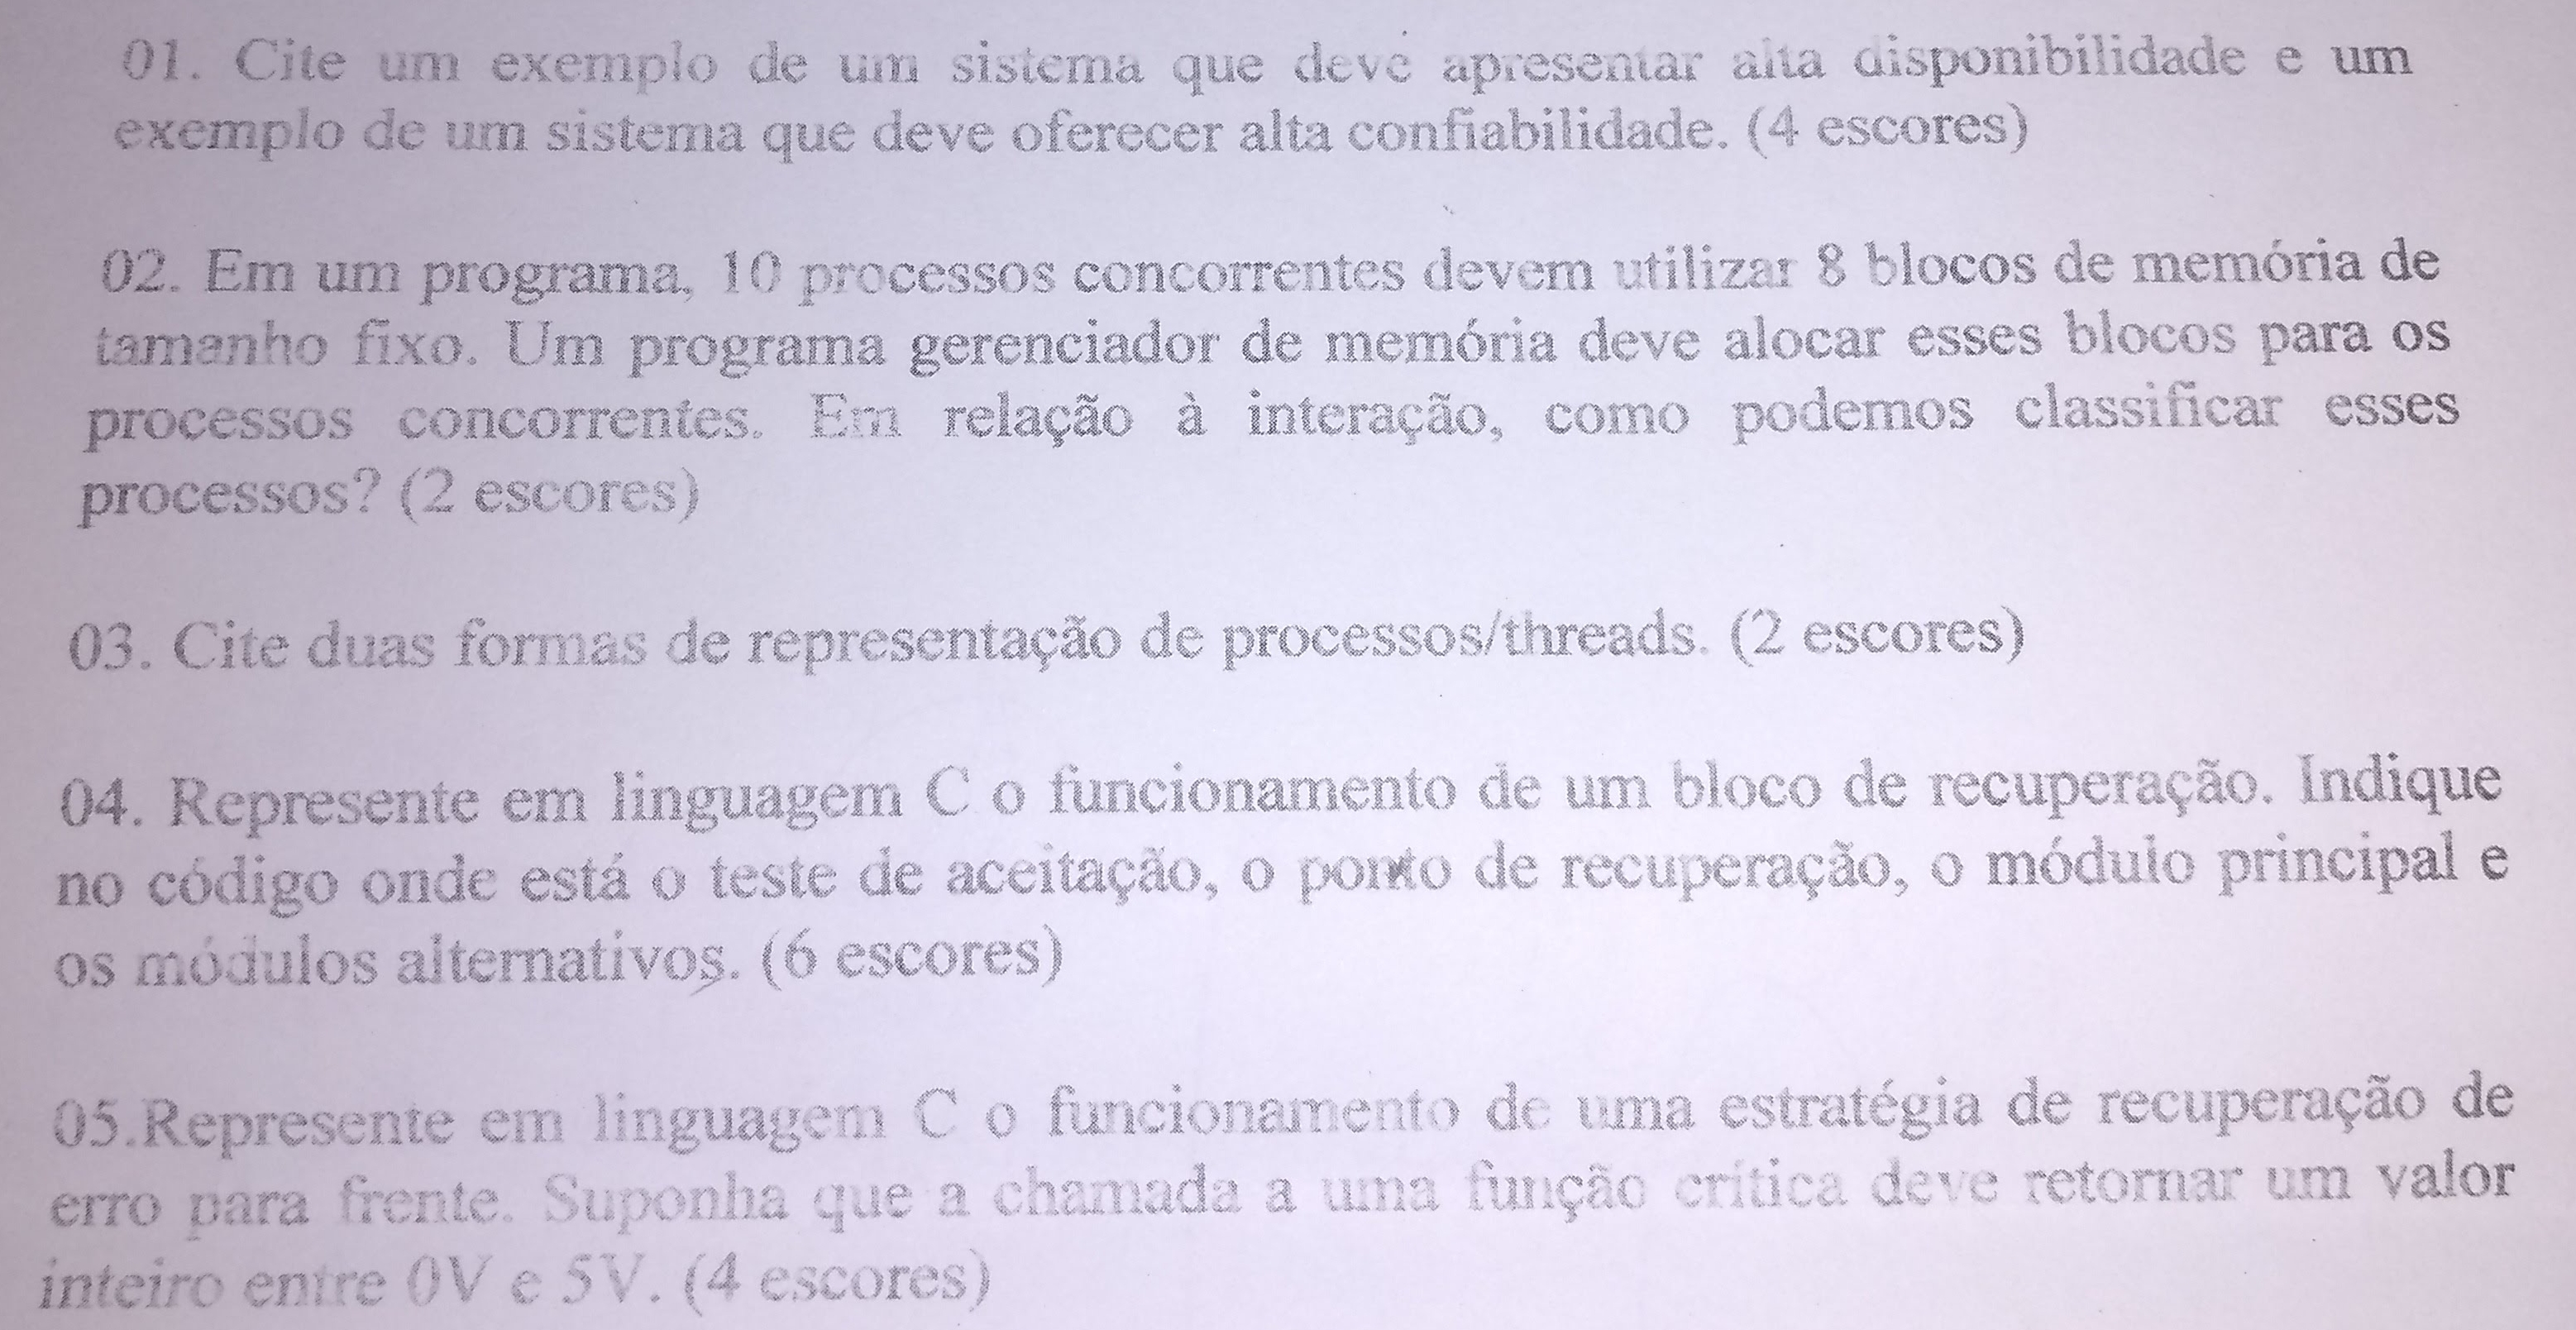 01. Cite um exemplo de um sistema que deve apresentar alta disponibilidade e um
exemplo de um sistema que deve oferecer alta confiabilidade. (4 escores)
02. Em um programa, 10 processos concorrentes devem utilizar 8 blocos de memória de
tamanho fixo. Um programa gerenciador de memória deve alocar esses blocos para os
processos concorrentes. Em relação à interação, como podemos classificar esses
processos? (2 escores)
03. Cite duas formas de representação de processos/threads. (2 escores)
04. Represente em linguagem C o funcionamento de um bloco de recuperação. Indique
no código onde está o teste de aceitação, o ponto de recuperação, o módulo principal e
os módulos alternativos. (6 escores)
05.Represente em linguagem C o funcionamento de uma estratégia de recuperação de
erro para frente. Suponha que a chamada a uma função crítica deve retornar um valor
inteiro entre 0V e 5V. (4 escores)